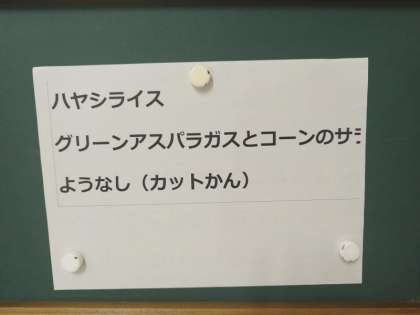 ハヤシライス
グリーンアスパラガスとコーンのサラ
ようなし（カットかん）